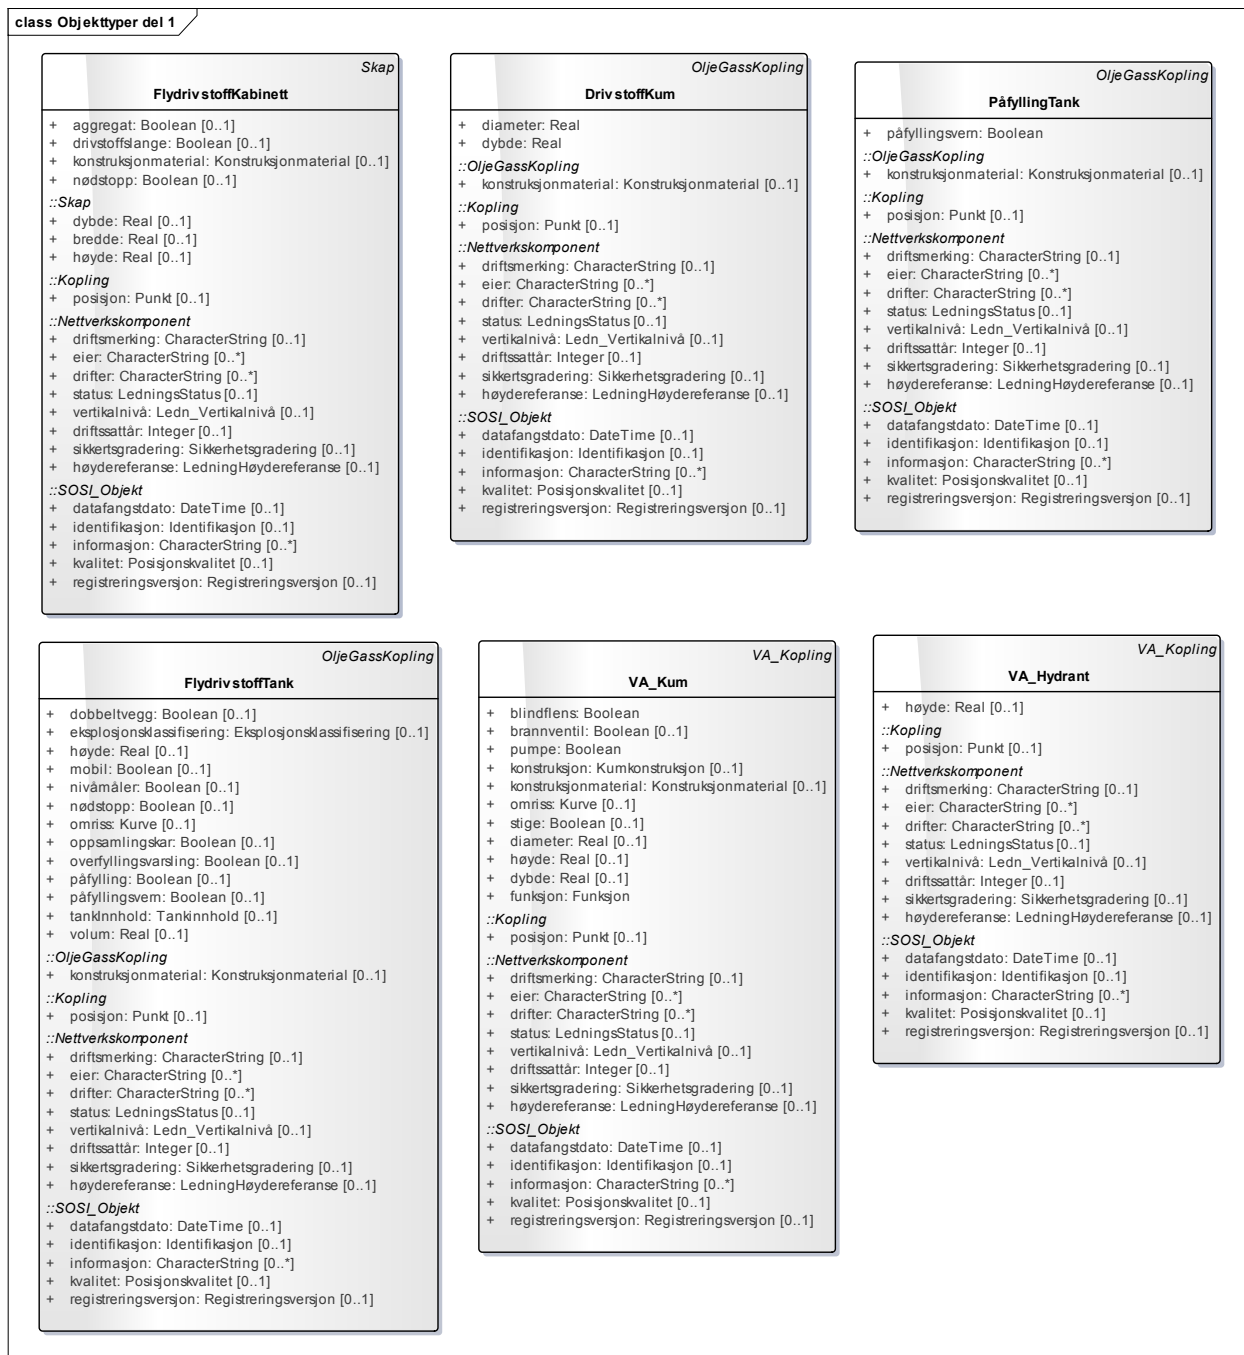 class Objekttyper del 1
Skap
FlydrivstoffKabinett
+ aggregat: Boolean [0..1]
+ drivstoffslange: Boolean [0..1]
+ konstruksjonmaterial: Konstruksjonmaterial [0..1]
+ nødstopp: Boolean [0..1]
::Skap
+ dybde: Real [0..1]
+ bredde: Real [0..1]
+ høyde: Real [0..1]
::Kopling
+ posisjon: Punkt [0..1]
::Nettverkskomponent
+ driftsmerking: CharacterString [0..1]
+ eier: CharacterString [0..*]
+ drifter: CharacterString [0..*]
+ status: LedningsStatus [0..1]
+ vertikalnivå: Ledn_Vertikalnivå [0..1]
+ driftssattår: Integer [0..1]
+ sikkertsgradering: Sikkerhetsgradering [0..1]
+ høydereferanse: LedningHøydereferanse [0..1]
::SOSI_Objekt
+ datafangstdato: DateTime [0..1]
+ identifikasjon: Identifikasjon [0..1]
+ informasjon: CharacterString [0..*]
+ kvalitet: Posisjonskvalitet [0..1]
+ registreringsversjon: Registreringsversjon [0..1]
OljeGassKopling
DrivstoffKum
+ diameter: Real
+ dybde: Real
::OljeGassKopling
+ konstruksjonmaterial: Konstruksjonmaterial [0..1]
::Kopling
+ posisjon: Punkt [0..1]
::Nettverkskomponent
+ driftsmerking: CharacterString [0..1]
+ eier: CharacterString [0..*]
+ drifter: CharacterString [0..*]
+ status: LedningsStatus [0..1]
+ vertikalnivå: Ledn_Vertikalnivå [0..1]
+ driftssattår: Integer [0..1]
+ sikkertsgradering: Sikkerhetsgradering [0..1]
+ høydereferanse: LedningHøydereferanse [0..1]
::SOSI_Objekt
+ datafangstdato: DateTime [0..1]
+ identifikasjon: Identifikasjon [0..1]
+ informasjon: CharacterString [0..*]
+ kvalitet: Posisjonskvalitet [0..1]
+ registreringsversjon: Registreringsversjon [0..1]
OljeGassKopling
PåfyllingTank
+ påfyllingsvern: Boolean
::OljeGassKopling
+ konstruksjonmaterial: Konstruksjonmaterial [0..1]
::Kopling
+ posisjon: Punkt [0..1]
::Nettverkskomponent
+ driftsmerking: CharacterString [0..1]
+ eier: CharacterString [0..*]
+ drifter: CharacterString [0..*]
+ status: LedningsStatus [0..1]
+ vertikalnivå: Ledn_Vertikalnivå [0..1]
+ driftssattår: Integer [0..1]
+ sikkertsgradering: Sikkerhetsgradering [0..1]
+ høydereferanse: LedningHøydereferanse [0..1]
::SOSI_Objekt
+ datafangstdato: DateTime [0..1]
+ identifikasjon: Identifikasjon [0..1]
+ informasjon: CharacterString [0..*]
+ kvalitet: Posisjonskvalitet [0..1]
+ registreringsversjon: Registreringsversjon [0..1]
OljeGassKopling
FlydrivstoffTank
+ dobbeltvegg: Boolean [0..1]
+ eksplosjonsklassifisering: Eksplosjonsklassifisering [0..1]
+ høyde: Real [0..1]
+ mobil: Boolean [0..1]
+ nivåmåler: Boolean [0..1]
+ nødstopp: Boolean [0..1]
+ omriss: Kurve [0..1]
+ oppsamlingskar: Boolean [0..1]
+ overfyllingsvarsling: Boolean [0..1]
+ påfylling: Boolean [0..1]
+ påfyllingsvern: Boolean [0..1]
+ tankInnhold: Tankinnhold [0..1]
+ volum: Real [0..1]
::OljeGassKopling
+ konstruksjonmaterial: Konstruksjonmaterial [0..1]
::Kopling
+ posisjon: Punkt [0..1]
::Nettverkskomponent
+ driftsmerking: CharacterString [0..1]
+ eier: CharacterString [0..*]
+ drifter: CharacterString [0..*]
+ status: LedningsStatus [0..1]
+ vertikalnivå: Ledn_Vertikalnivå [0..1]
+ driftssattår: Integer [0..1]
+ sikkertsgradering: Sikkerhetsgradering [0..1]
+ høydereferanse: LedningHøydereferanse [0..1]
::SOSI_Objekt
+ datafangstdato: DateTime [0..1]
+ identifikasjon: Identifikasjon [0..1]
+ informasjon: CharacterString [0..*]
+ kvalitet: Posisjonskvalitet [0..1]
+ registreringsversjon: Registreringsversjon [0..1]
VA_Kopling
VA_Kum
+ blindflens: Boolean
+ brannventil: Boolean [0..1]
+ pumpe: Boolean
+ konstruksjon: Kumkonstruksjon [0..1]
+ konstruksjonmaterial: Konstruksjonmaterial [0..1]
+ omriss: Kurve [0..1]
+ stige: Boolean [0..1]
+ diameter: Real [0..1]
+ høyde: Real [0..1]
+ dybde: Real [0..1]
+ funksjon: Funksjon
::Kopling
+ posisjon: Punkt [0..1]
::Nettverkskomponent
+ driftsmerking: CharacterString [0..1]
+ eier: CharacterString [0..*]
+ drifter: CharacterString [0..*]
+ status: LedningsStatus [0..1]
+ vertikalnivå: Ledn_Vertikalnivå [0..1]
+ driftssattår: Integer [0..1]
+ sikkertsgradering: Sikkerhetsgradering [0..1]
+ høydereferanse: LedningHøydereferanse [0..1]
::SOSI_Objekt
+ datafangstdato: DateTime [0..1]
+ identifikasjon: Identifikasjon [0..1]
+ informasjon: CharacterString [0..*]
+ kvalitet: Posisjonskvalitet [0..1]
+ registreringsversjon: Registreringsversjon [0..1]
VA_Kopling
VA_Hydrant
+ høyde: Real [0..1]
::Kopling
+ posisjon: Punkt [0..1]
::Nettverkskomponent
+ driftsmerking: CharacterString [0..1]
+ eier: CharacterString [0..*]
+ drifter: CharacterString [0..*]
+ status: LedningsStatus [0..1]
+ vertikalnivå: Ledn_Vertikalnivå [0..1]
+ driftssattår: Integer [0..1]
+ sikkertsgradering: Sikkerhetsgradering [0..1]
+ høydereferanse: LedningHøydereferanse [0..1]
::SOSI_Objekt
+ datafangstdato: DateTime [0..1]
+ identifikasjon: Identifikasjon [0..1]
+ informasjon: CharacterString [0..*]
+ kvalitet: Posisjonskvalitet [0..1]
+ registreringsversjon: Registreringsversjon [0..1]